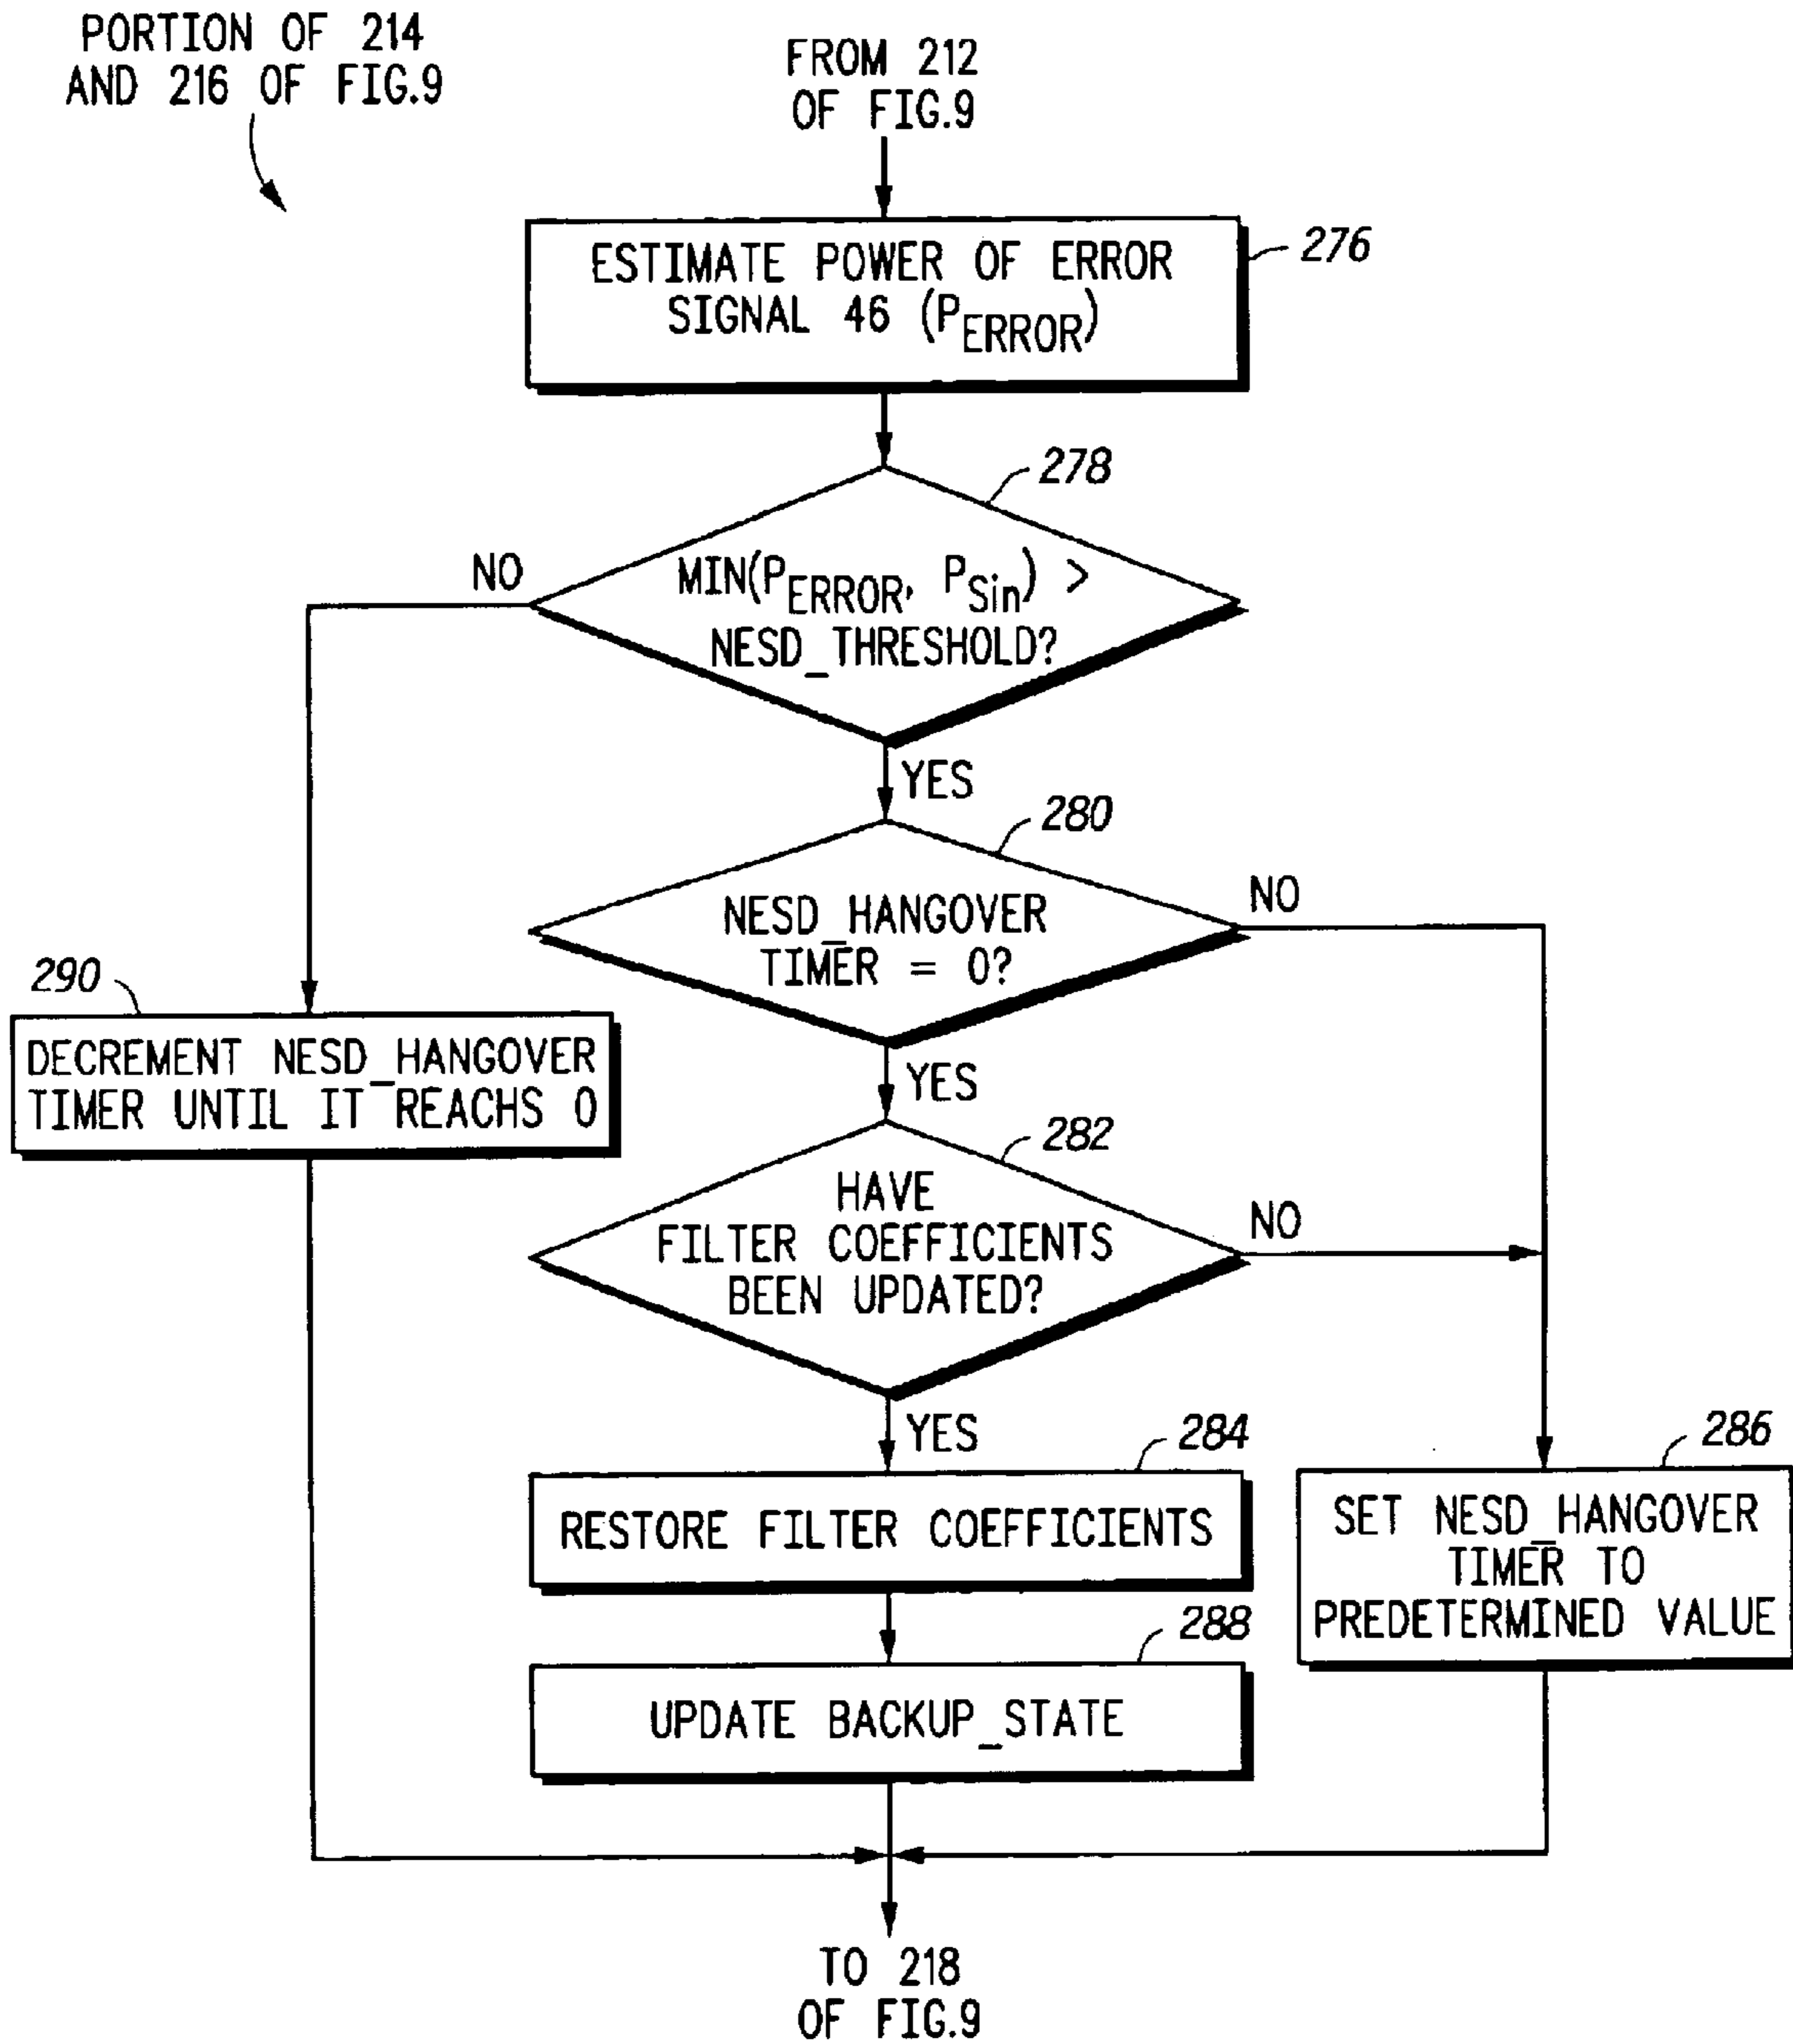 PORTION OF 214
AND 216 OF FIG.9
FROM 212
OF FIG.9
ESTIMATE POWER OF ERROR
SIGNAL 46 (PERROR)
276
278
MIN(PERROR, PSin) >
NESD_THRESHOLD?
NO
YES
280
NESD_HANGOVER
TIMER = 0?
NO
290
DECREMENT NESD_HANGOVER
TIMER UNTIL IT REACHS 0
YES
282
HAVE
FILTER COEFFICIENTS
BEEN UPDATED?
NO
YES
284
RESTORE FILTER COEFFICIENTS
286
SET NESD_HANGOVER
TIMER TO
PREDETERMINED VALUE
288
UPDATE BACKUP_STATE
TO 218
OF FIG.9